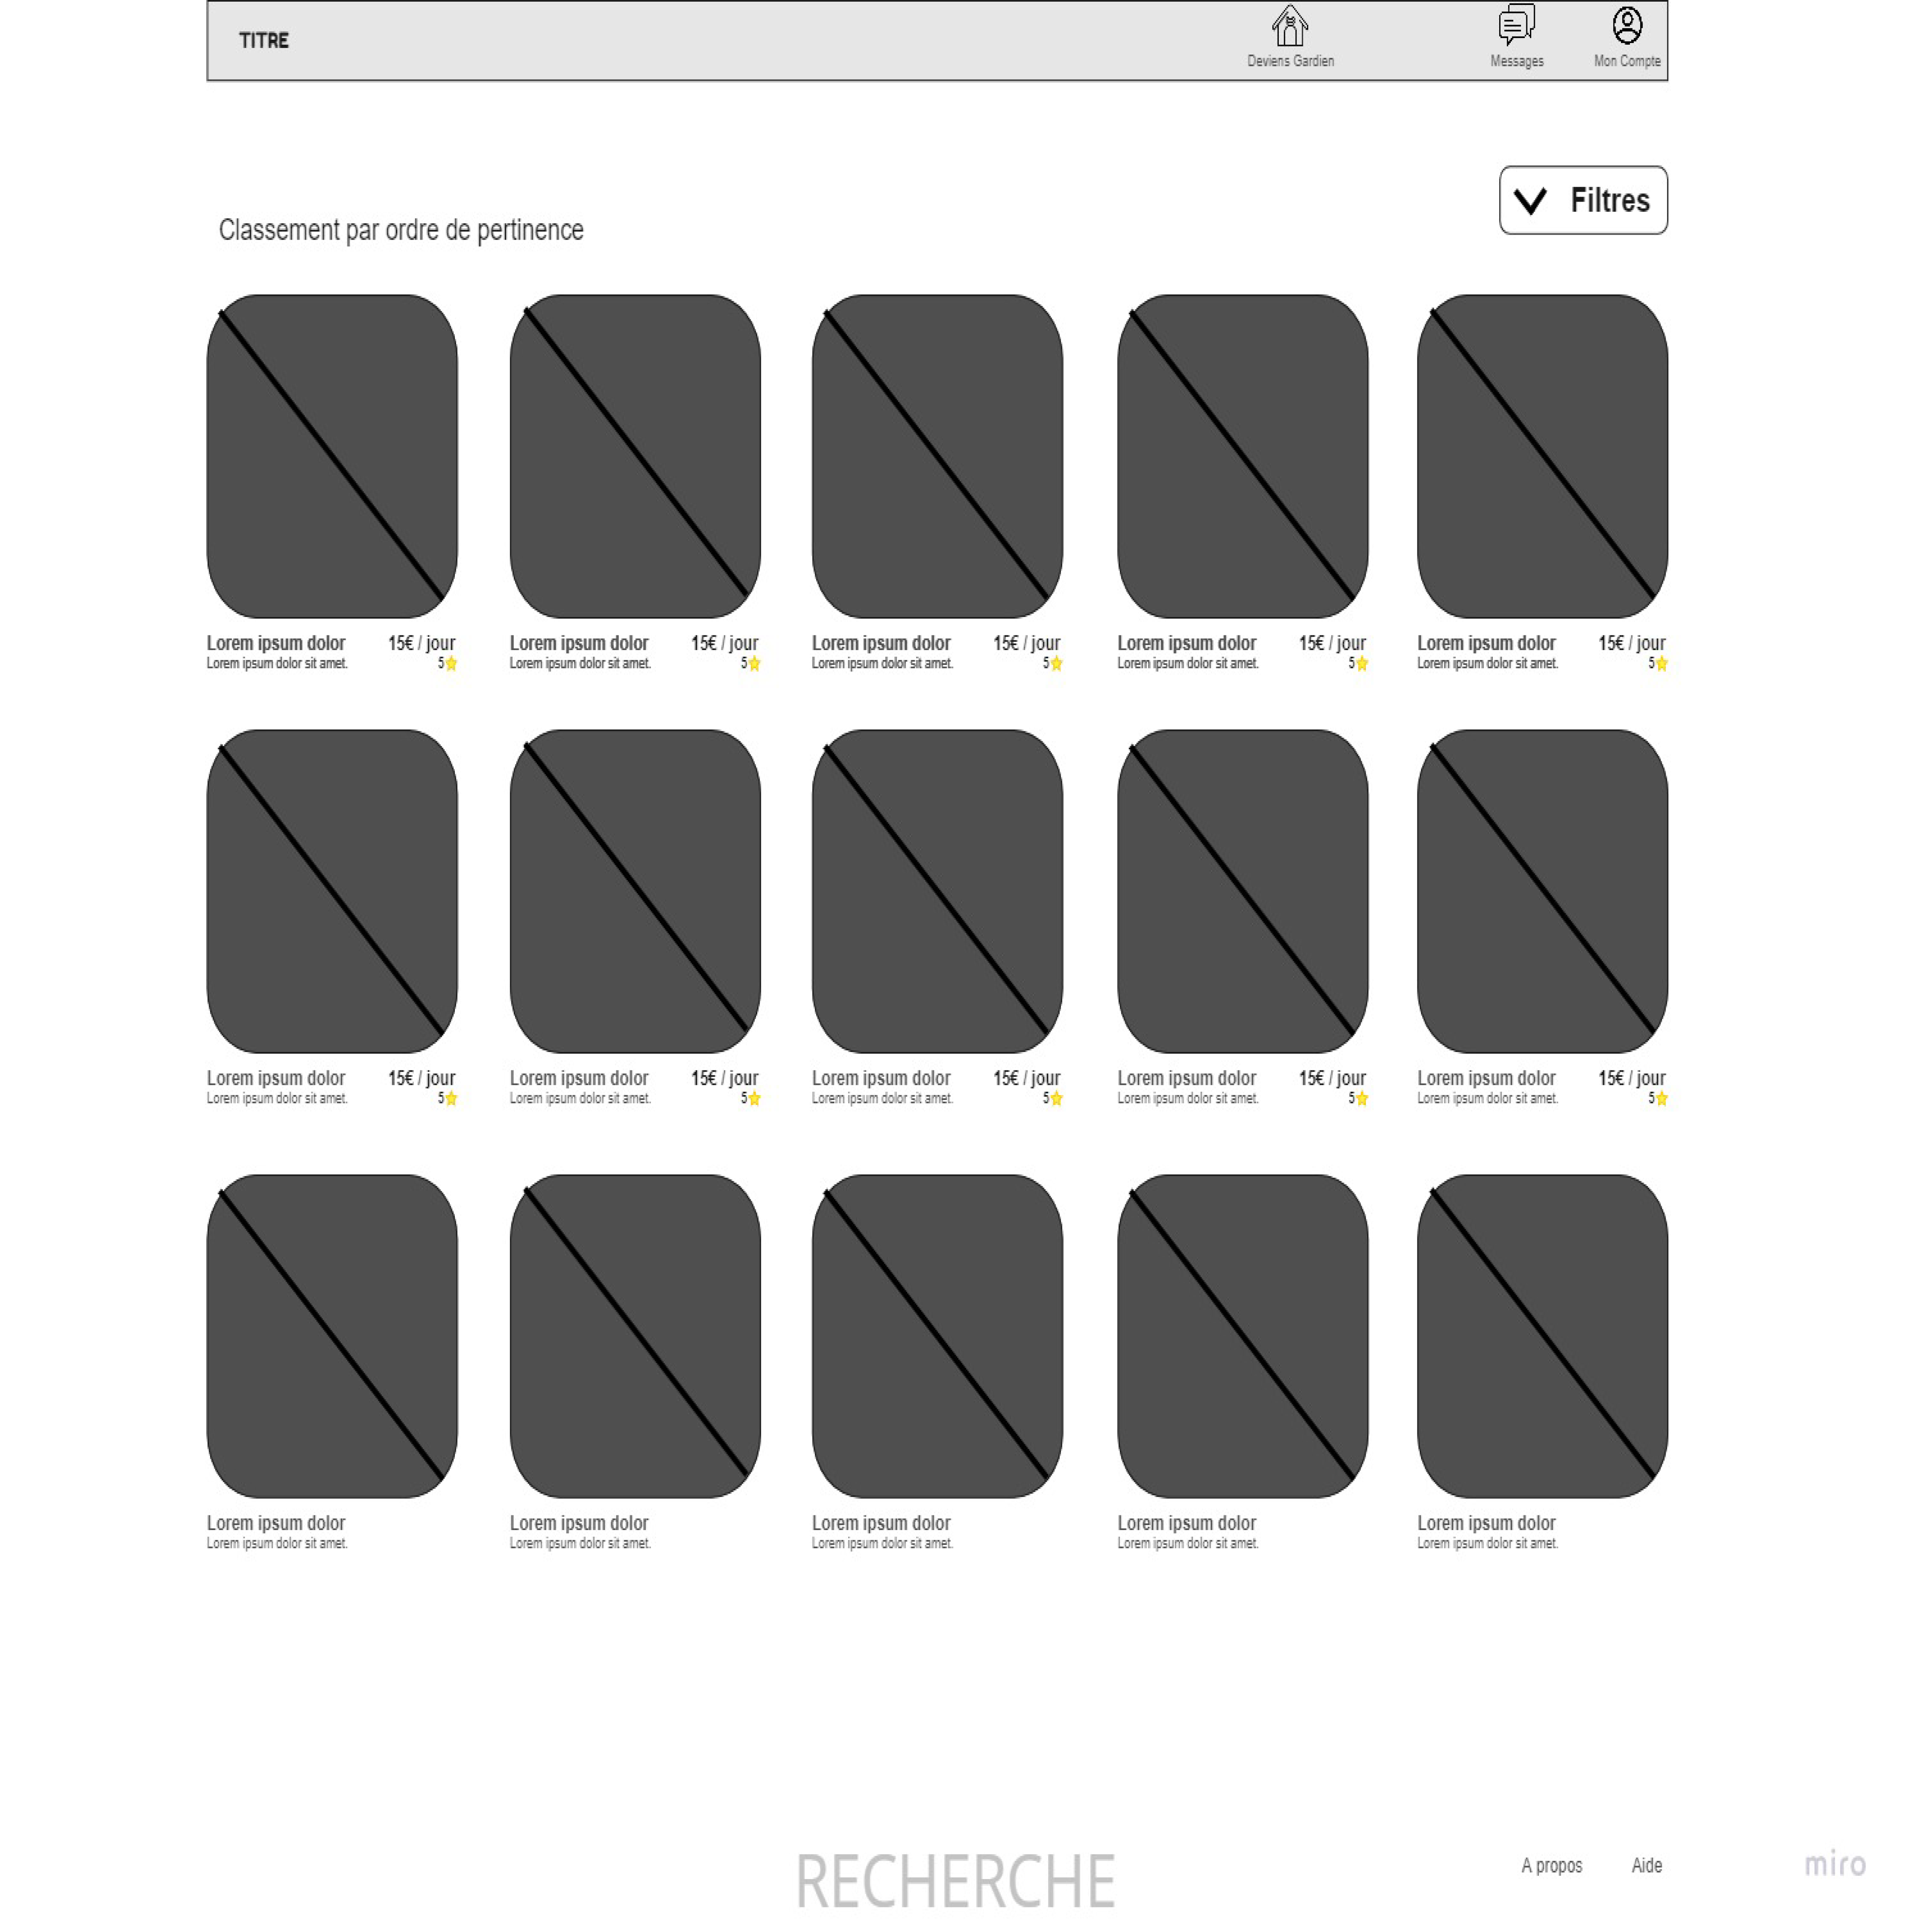 TITRE
Deviens Gardien
Messages
Mon Compte
Filtres
Classement par ordre de pertinence
Lorem ipsum dolor 15€ / jour
Lorem ipsum dolor sit amet. 5⭐
Lorem ipsum dolor 15€ / jour
Lorem ipsum dolor sit amet. 5⭐
Lorem ipsum dolor 15€ / jour
Lorem ipsum dolor sit amet. 5⭐
Lorem ipsum dolor 15€ / jour
Lorem ipsum dolor sit amet. 5⭐
Lorem ipsum dolor 15€ / jour
Lorem ipsum dolor sit amet. 5⭐
Lorem ipsum dolor 15€ / jour
Lorem ipsum dolor sit amet. 5⭐
Lorem ipsum dolor 15€ / jour
Lorem ipsum dolor sit amet. 5⭐
Lorem ipsum dolor 15€ / jour
Lorem ipsum dolor sit amet. 5⭐
Lorem ipsum dolor 15€ / jour
Lorem ipsum dolor sit amet. 5⭐
Lorem ipsum dolor 15€ / jour
Lorem ipsum dolor sit amet. 5⭐
Lorem ipsum dolor
Lorem ipsum dolor sit amet.
Lorem ipsum dolor
Lorem ipsum dolor sit amet.
Lorem ipsum dolor
Lorem ipsum dolor sit amet.
Lorem ipsum dolor
Lorem ipsum dolor sit amet.
Lorem ipsum dolor
Lorem ipsum dolor sit amet.
RECHERCHE
A propos
Aide
miro